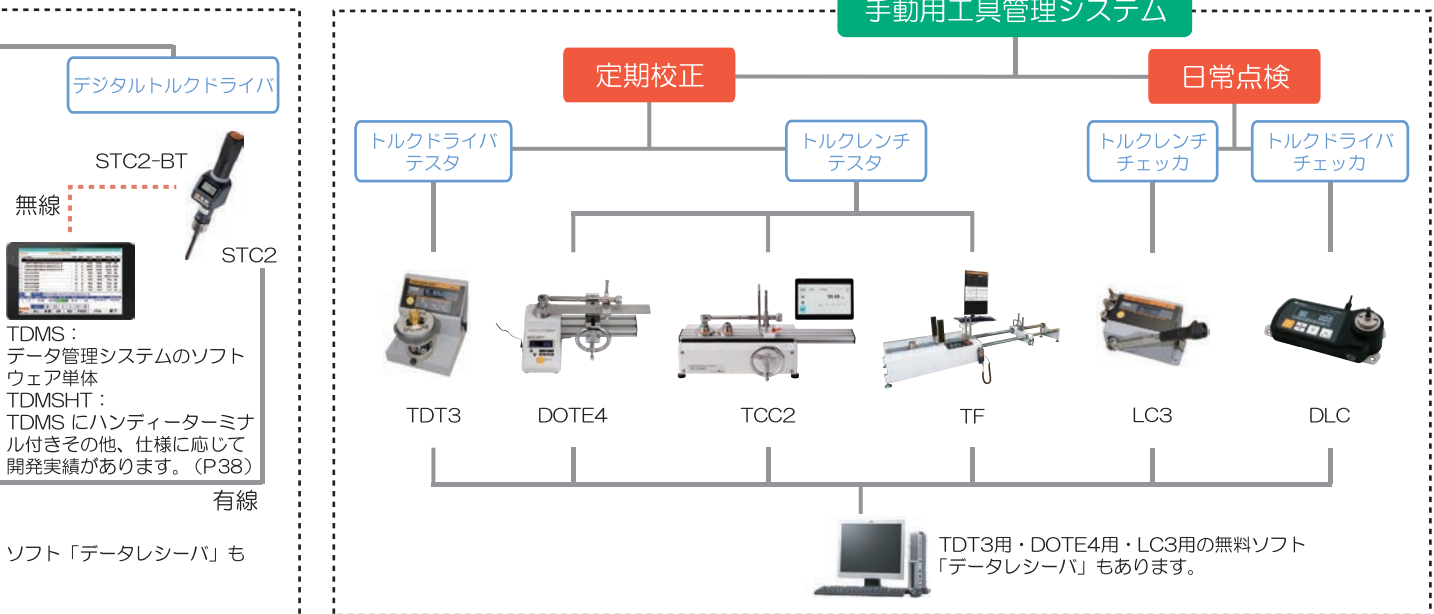 デジタルトルクドライバ
STC2-BT
無線
STC2
TDMS：
データ管理システムのソフト
ウェア単体
TDMSHT：
TDMS にハンディーターミナ
ル付きその他、仕様に応じて
開発実績があります。（P38）
有線
ソフト「データレシーバ」も
手動用工具管理システム
定期校正
日常点検
トルクドライバ
テスタ
トルクレンチ
テスタ
トルクレンチ
チェッカ
トルクドライバ
チェッカ
TDT3
DOTE4
TCC2
TF
LC3
DLC
TDT3用・DOTE4用・LC3用の無料ソフト
「データレシーバ」もあります。